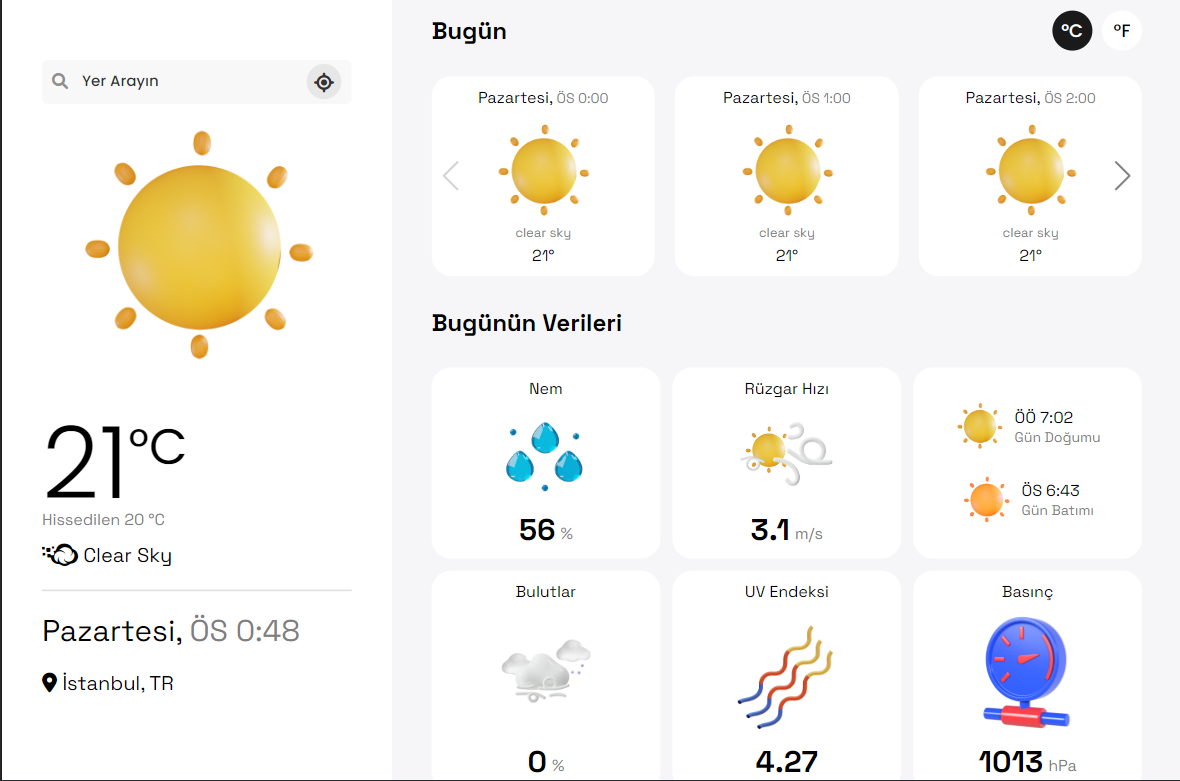 Yer Arayın
21°C
Hissedilen 20 °C
Clear Sky
Pazartesi, ÖS 0:48
İstanbul, TR
Bugün
°C
°F
Pazartesi, ÖS 0:00
clear sky
21°
Pazartesi, ÖS 1:00
clear sky
21°
Pazartesi, ÖS 2:00
clear sky
21°
Bugünün Verileri
Nem
56 %
Rüzgar Hızı
3.1 m/s
ÖÖ 7:02
Gün Doğumu
ÖS 6:43
Gün Batımı
Bulutlar
0 %
UV Endeksi
4.27
Basınç
1013 hPa